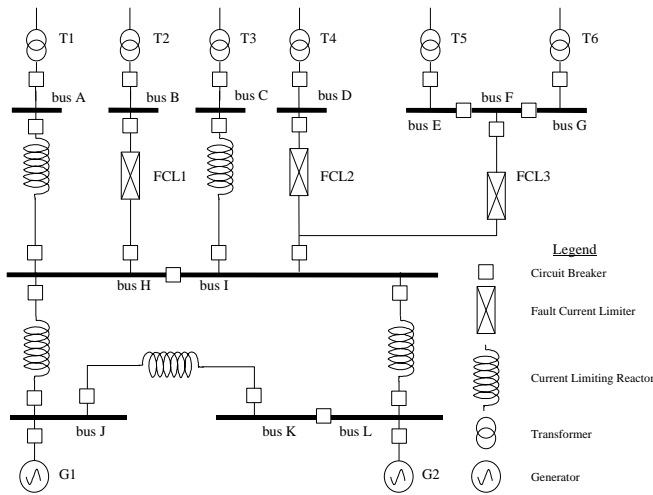 T1
T2
T3
T4
T5
T6
bus A
bus B
bus C
bus D
bus E
bus F
bus G
FCL1
FCL2
FCL3
bus H
bus I
bus J
bus K
bus L
G1
G2
Legend
Circuit Breaker
Fault Current Limiter
Current Limiting Reactor
Transformer
Generator